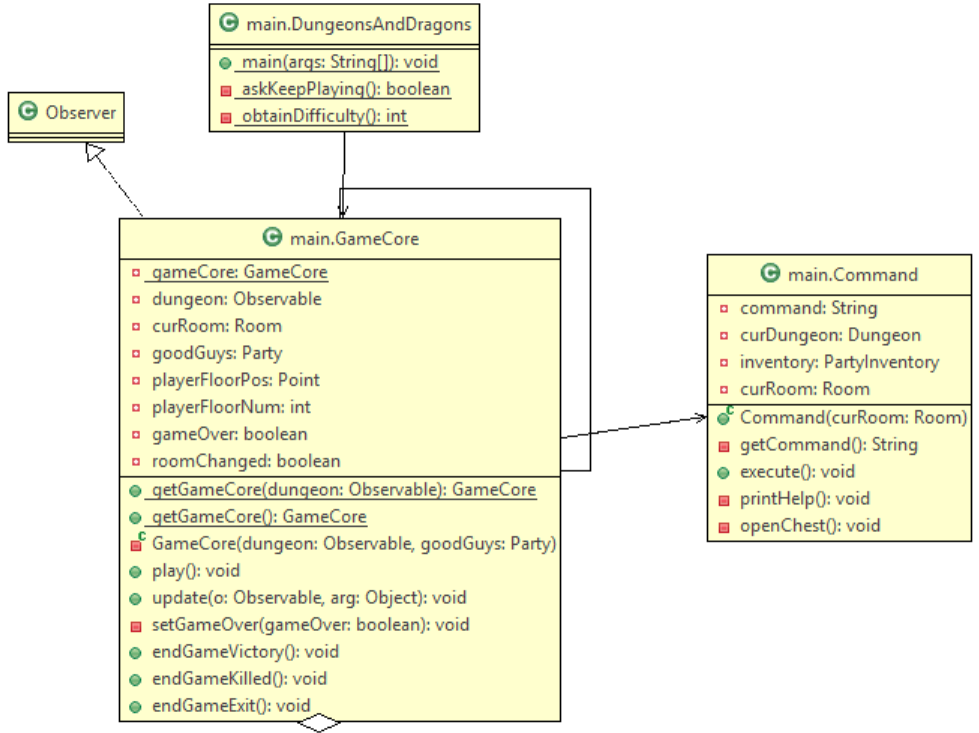 main.DungeonsAndDragons
main(args: String[]): void
askKeepPlaying(): boolean
obtainDifficulty(): int
Observer
main.GameCore
gameCore: GameCore
dungeon: Observable
curRoom: Room
goodGuys: Party
playerFloorPos: Point
playerFloorNum: int
gameOver: boolean
roomChanged: boolean
getGameCore(dungeon: Observable): GameCore
getGameCore(): GameCore
GameCore(dungeon: Observable, goodGuys: Party)
play(): void
update(o: Observable, arg: Object): void
setGameOver(gameOver: boolean): void
endGameVictory(): void
endGameKilled(): void
endGameExit(): void
main.Command
command: String
curDungeon: Dungeon
inventory: PartyInventory
curRoom: Room
Command(curRoom: Room)
getCommand(): String
execute(): void
printHelp(): void
openChest(): void